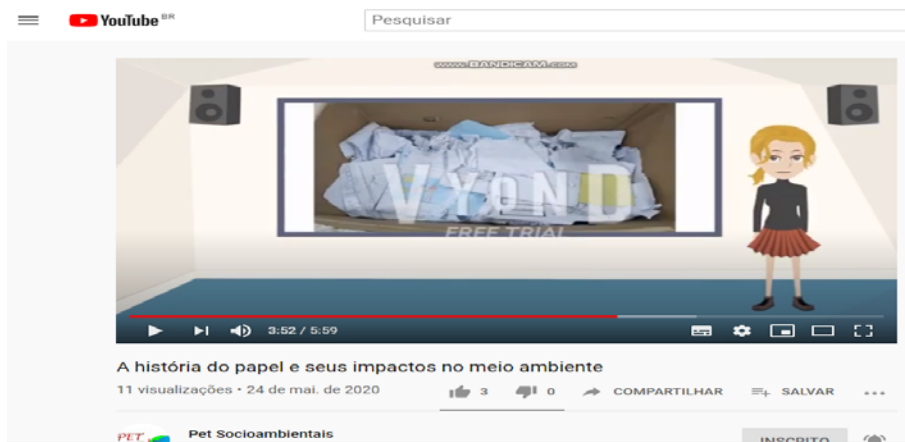 YouTube BR
Pesquisar
www.BANDICAM.com
VYOND
FREE TRIAL
3:52 / 5:59
A história do papel e seus impactos no meio ambiente
11 visualizações • 24 de mai. de 2020
3
0
COMPARTILHAR
SALVAR
PET
Pet Socioambientais
INSCRITO